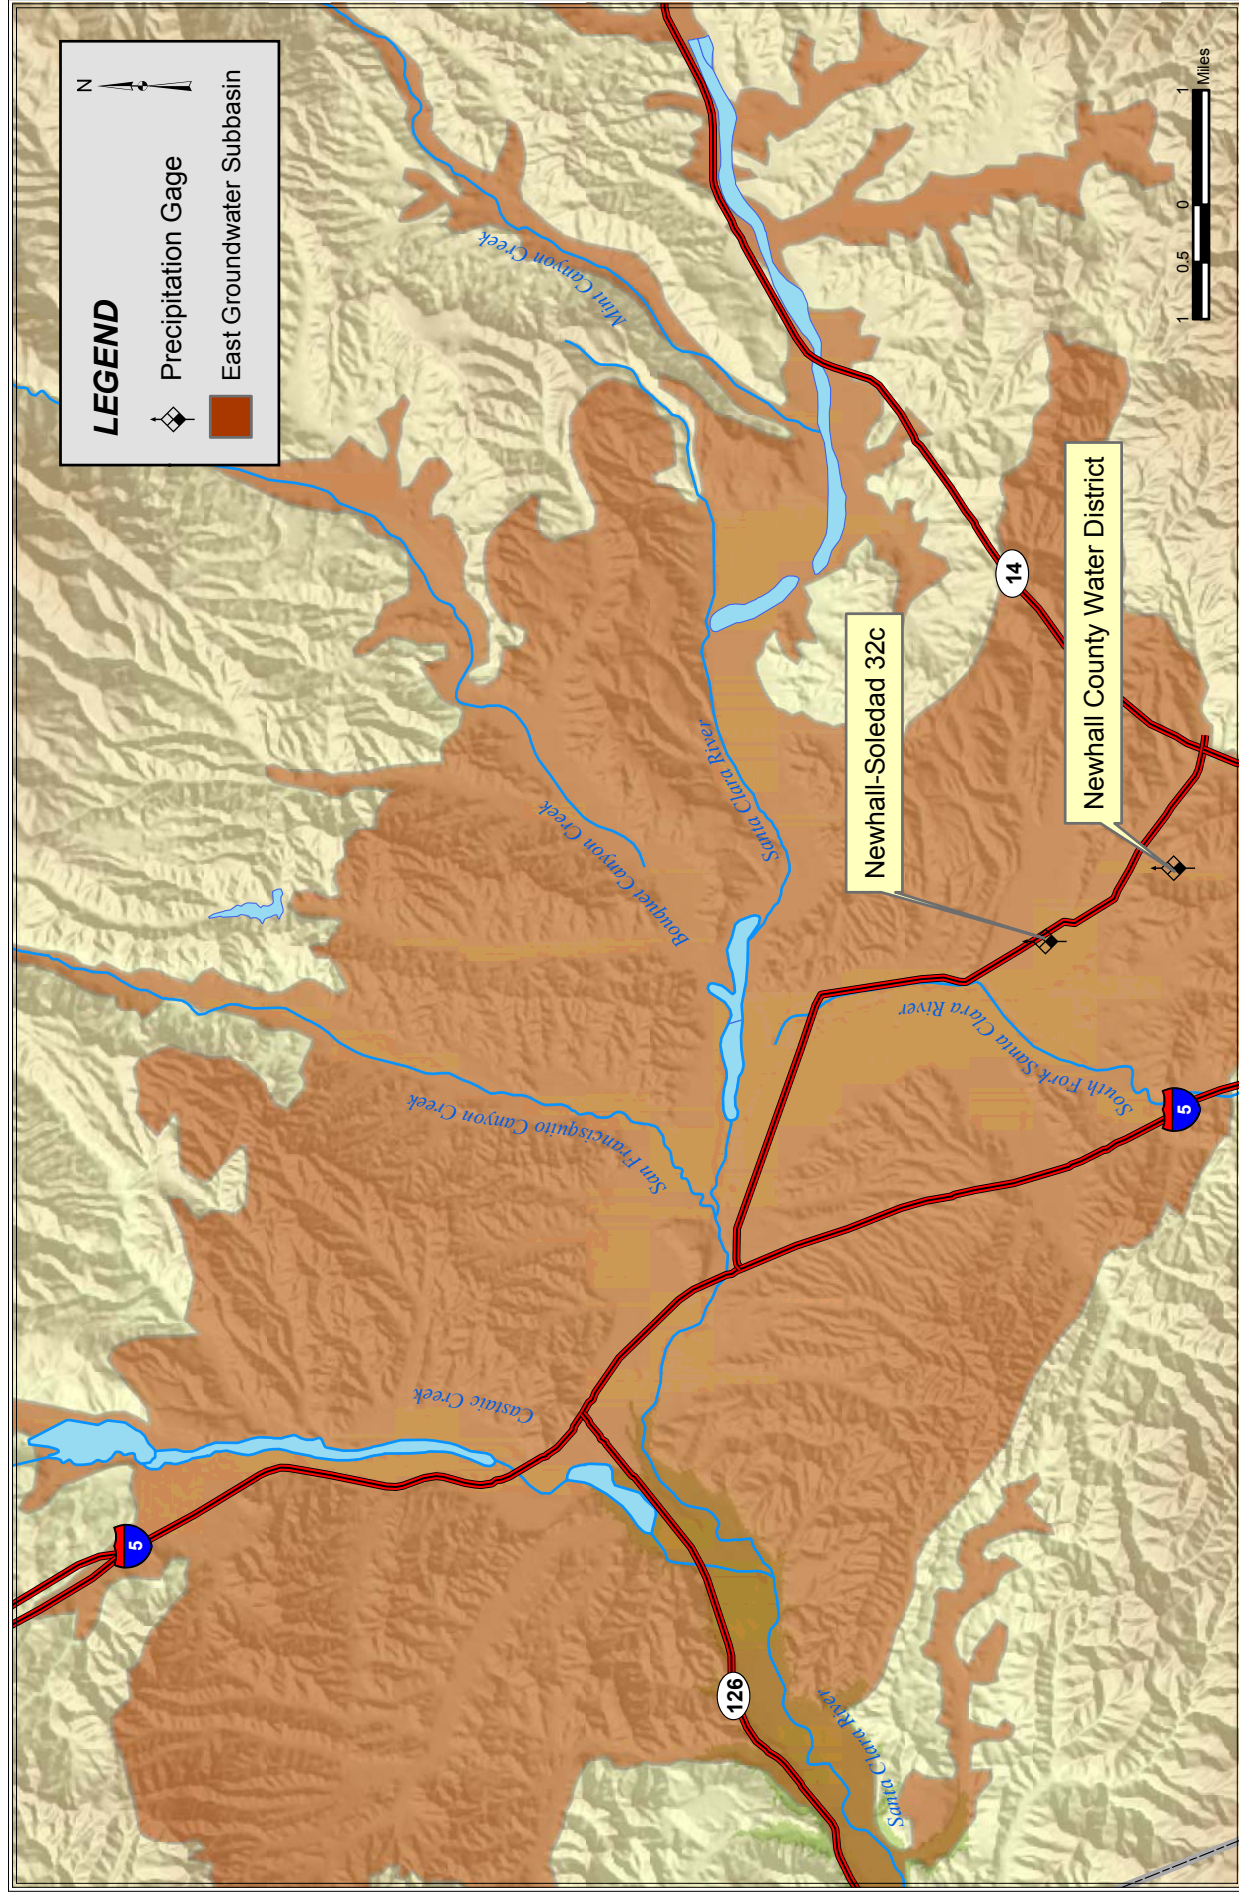 LEGEND
N
Precipitation Gage
East Groundwater Subbasin
5
Castaic Creek
San Francisquito Canyon Creek
Bouquet Canyon Creek
Mint Canyon Creek
Santa Clara River
126
Santa Clara River
South Fork Santa Clara River
Newhall-Soledad 32c
14
Newhall County Water District
5
1 0.5 0 1
Miles